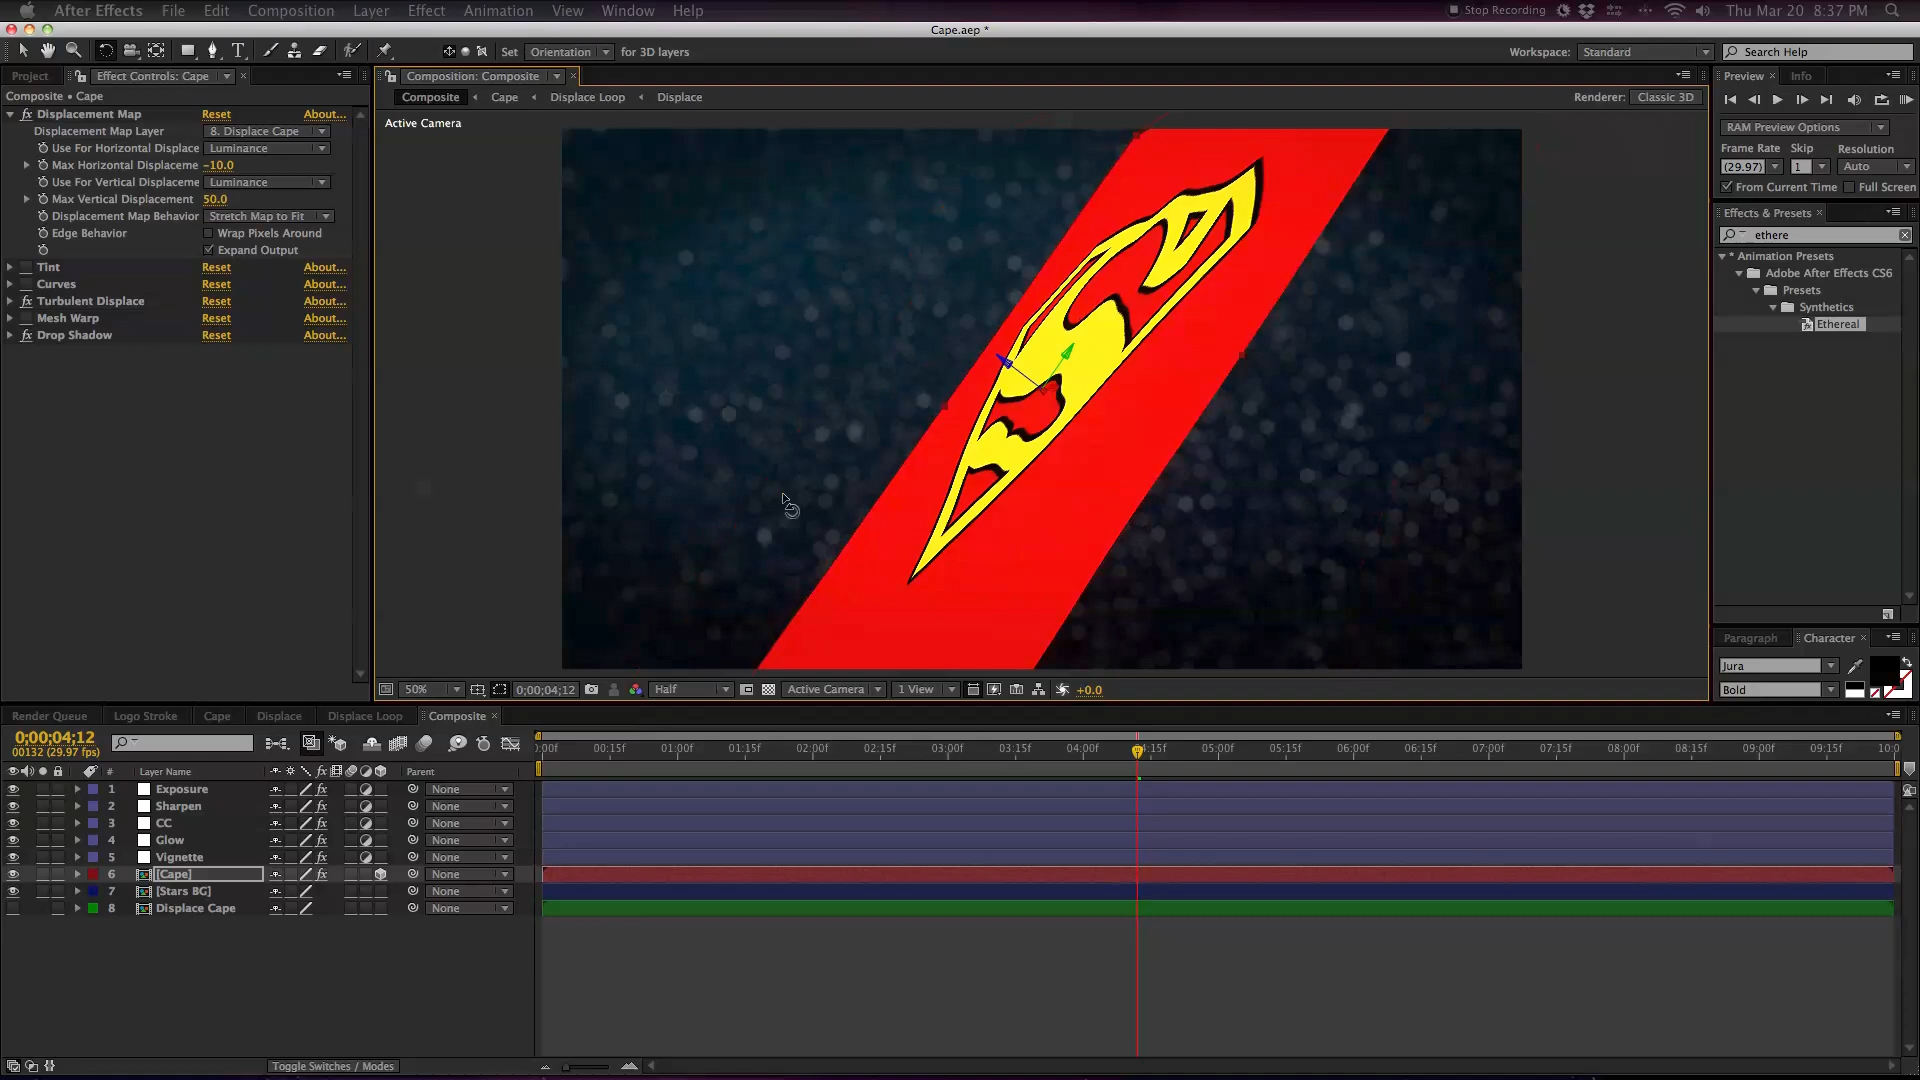 After Effects File Edit Composition Layer Effect Animation View Window Help Stop Recording Thu Mar 20 8:37 PM
Cape.aep *
Set Orientation for 3D layers Workspace: Standard Search Help
Project Effect Controls: Cape Composition: Composite Preview Info
Composite • Cape
Composite Cape Displace Loop Displace Renderer: Classic 3D
Active Camera
Displacement Map Reset About...
Displacement Map Layer 8. Displace Cape
Use For Horizontal Displace Luminance
Max Horizontal Displaceme -10.0
Use For Vertical Displaceme Luminance
Max Vertical Displacement 50.0
Displacement Map Behavior Stretch Map to Fit
Edge Behavior Wrap Pixels Around
Expand Output
Tint Reset About...
Curves Reset About...
Turbulent Displace Reset About...
Mesh Warp Reset About...
Drop Shadow Reset About...
RAM Preview Options
Frame Rate Skip Resolution
(29.97) 1 Auto
From Current Time Full Screen
Effects & Presets
ethere
* Animation Presets
Adobe After Effects CS6
Presets
Synthetics
Ethereal
Paragraph Character
Jura
Bold
50% 0;00;04;12 Half Active Camera 1 View +0.0
Render Queue Logo Stroke Cape Displace Displace Loop Composite
0;00;04;12
00132 (29.97 fps)
0:00f 00:15f 01:00f 01:15f 02:00f 02:15f 03:00f 03:15f 04:00f 04:15f 05:00f 05:15f 06:00f 06:15f 07:00f 07:15f 08:00f 08:15f 09:00f 09:15f 10:0
# Layer Name fx Parent
1 Exposure fx None
2 Sharpen fx None
3 CC fx None
4 Glow fx None
5 Vignette fx None
6 [Cape] fx None
7 [Stars BG] None
8 Displace Cape None
Toggle Switches / Modes